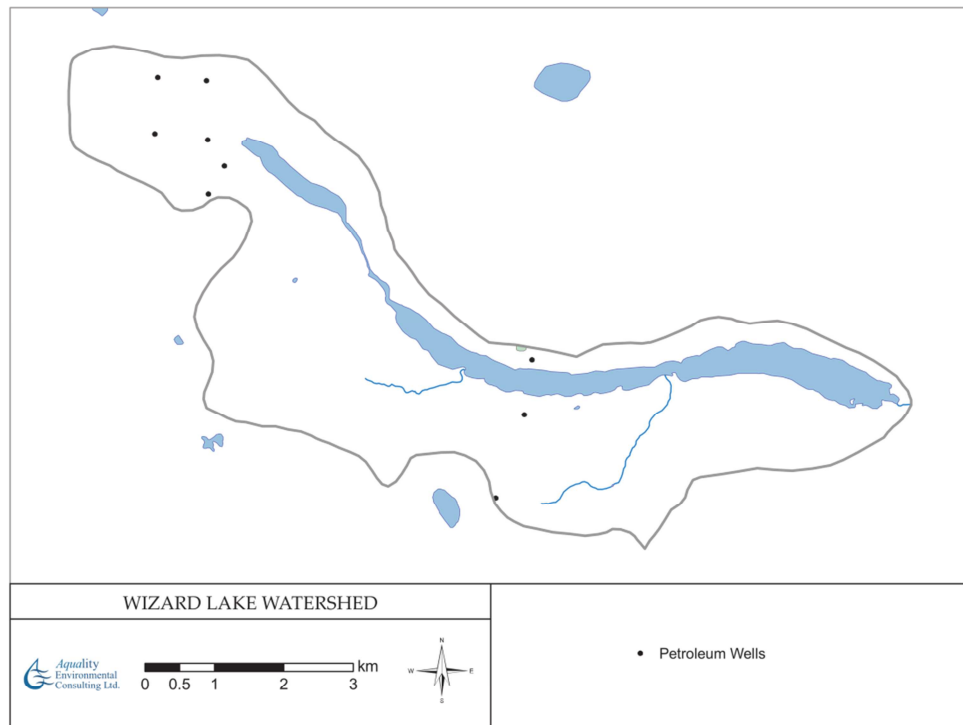 WIZARD LAKE WATERSHED
Aquality
Environmental
Consulting Ltd.
km
0 0.5 1 2 3
N
W E
S
Petroleum Wells